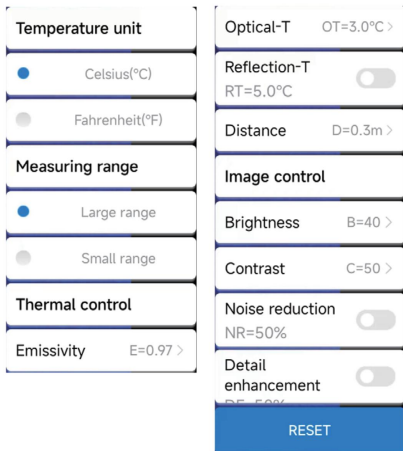 Temperature unit
Celsius(°C)
Fahrenheit(°F)
Measuring range
Large range
Small range
Thermal control
Emissivity E=0.97 >
Optical-T OT=3.0°C >
Reflection-T
RT=5.0°C
Distance D=0.3m >
Image control
Brightness B=40 >
Contrast C=50 >
Noise reduction
NR=50%
Detail
enhancement
DE=50%
RESET